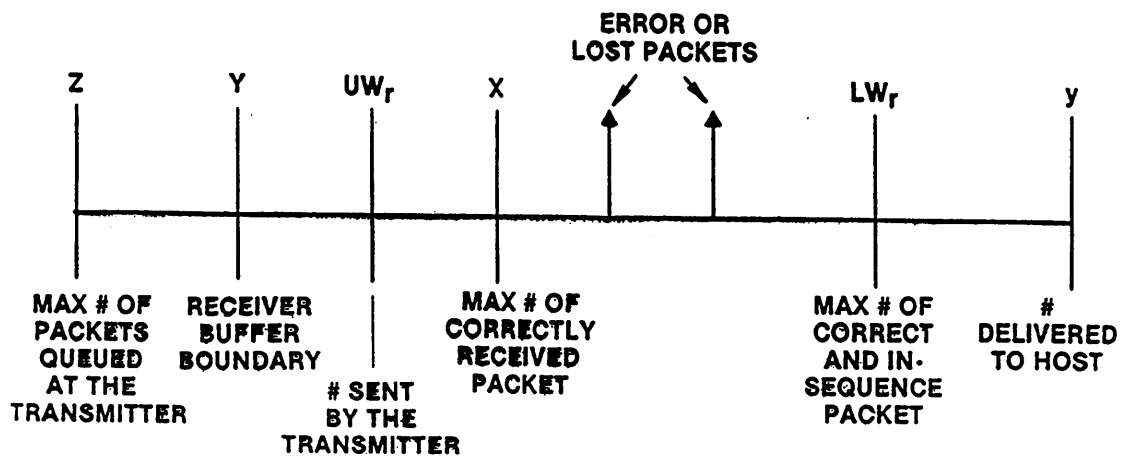 ERROR OR
LOST PACKETS
Z
Y
UWr
X
LWr
y
MAX # OF
PACKETS
QUEUED
AT THE
TRANSMITTER
RECEIVER
BUFFER
BOUNDARY
# SENT
BY THE
TRANSMITTER
MAX # OF
CORRECTLY
RECEIVED
PACKET
MAX # OF
CORRECT
AND IN-
SEQUENCE
PACKET
#
DELIVERED
TO HOST